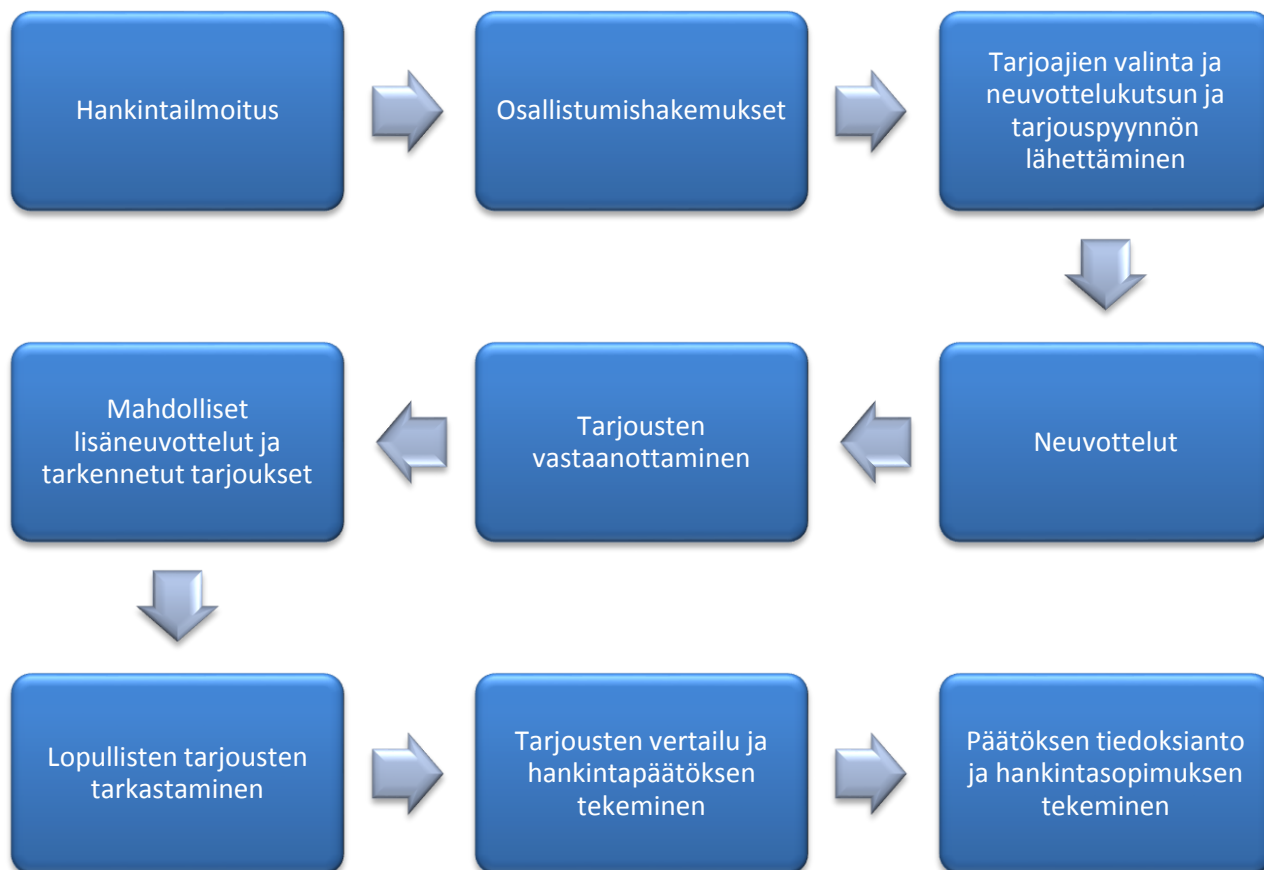 Hankintailmoitus
Osallistumishakemukset
Tarjoajien valinta ja
neuvottelukutsun ja
tarjouspyynnön
lähettäminen
Neuvottelut
Tarjousten
vastaanottaminen
Mahdolliset
lisäneuvottelut ja
tarkennetut tarjoukset
Lopullisten tarjousten
tarkastaminen
Tarjousten vertailu ja
hankintapäätöksen
tekeminen
Päätöksen tiedoksianto
ja hankintasopimuksen
tekeminen